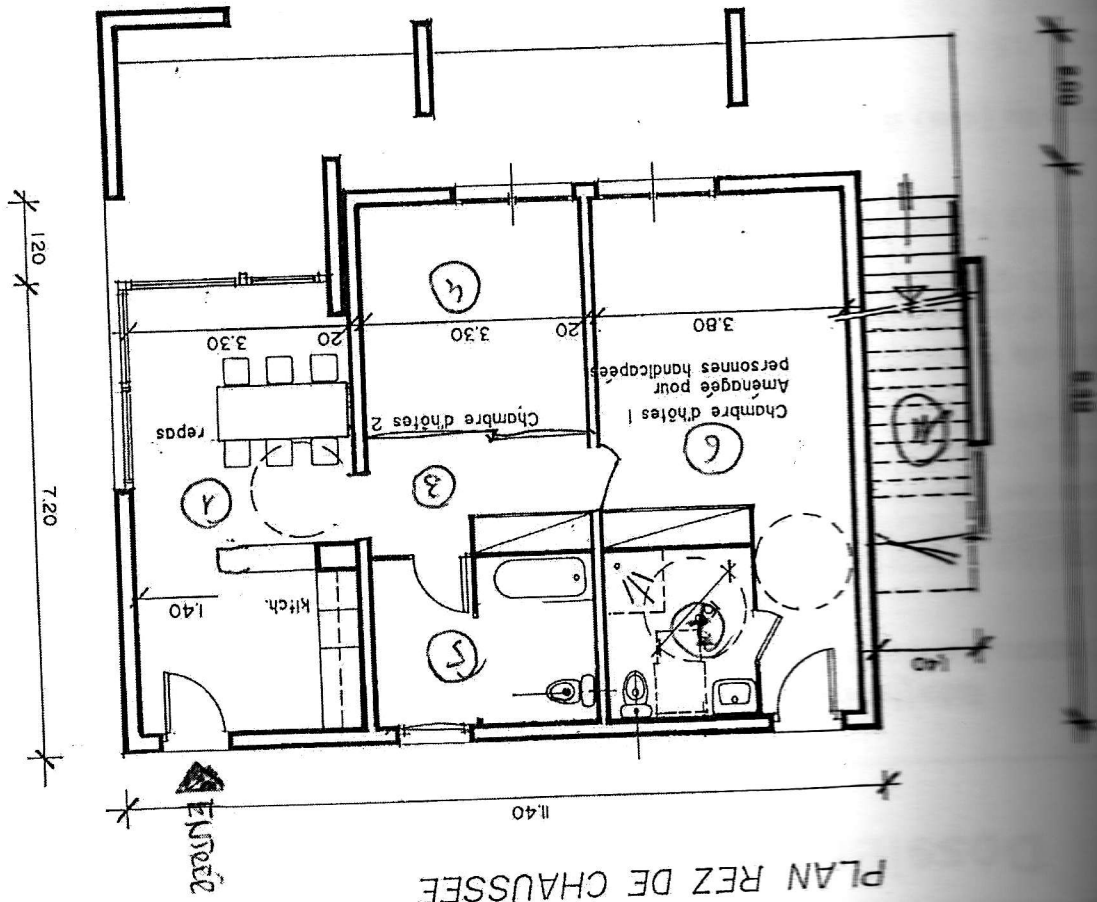 PLAN REZ DE CHAUSSEE
11.40
ENTRÉE
1.40
kitch.
5
1,40
1
3
6
11
repas
Chambre d'hôtes 2
Chambre d'hôtes 1
Aménagée pour
personnes handicapées
3.80
20
3.30
20
3.30
4
7.20
120